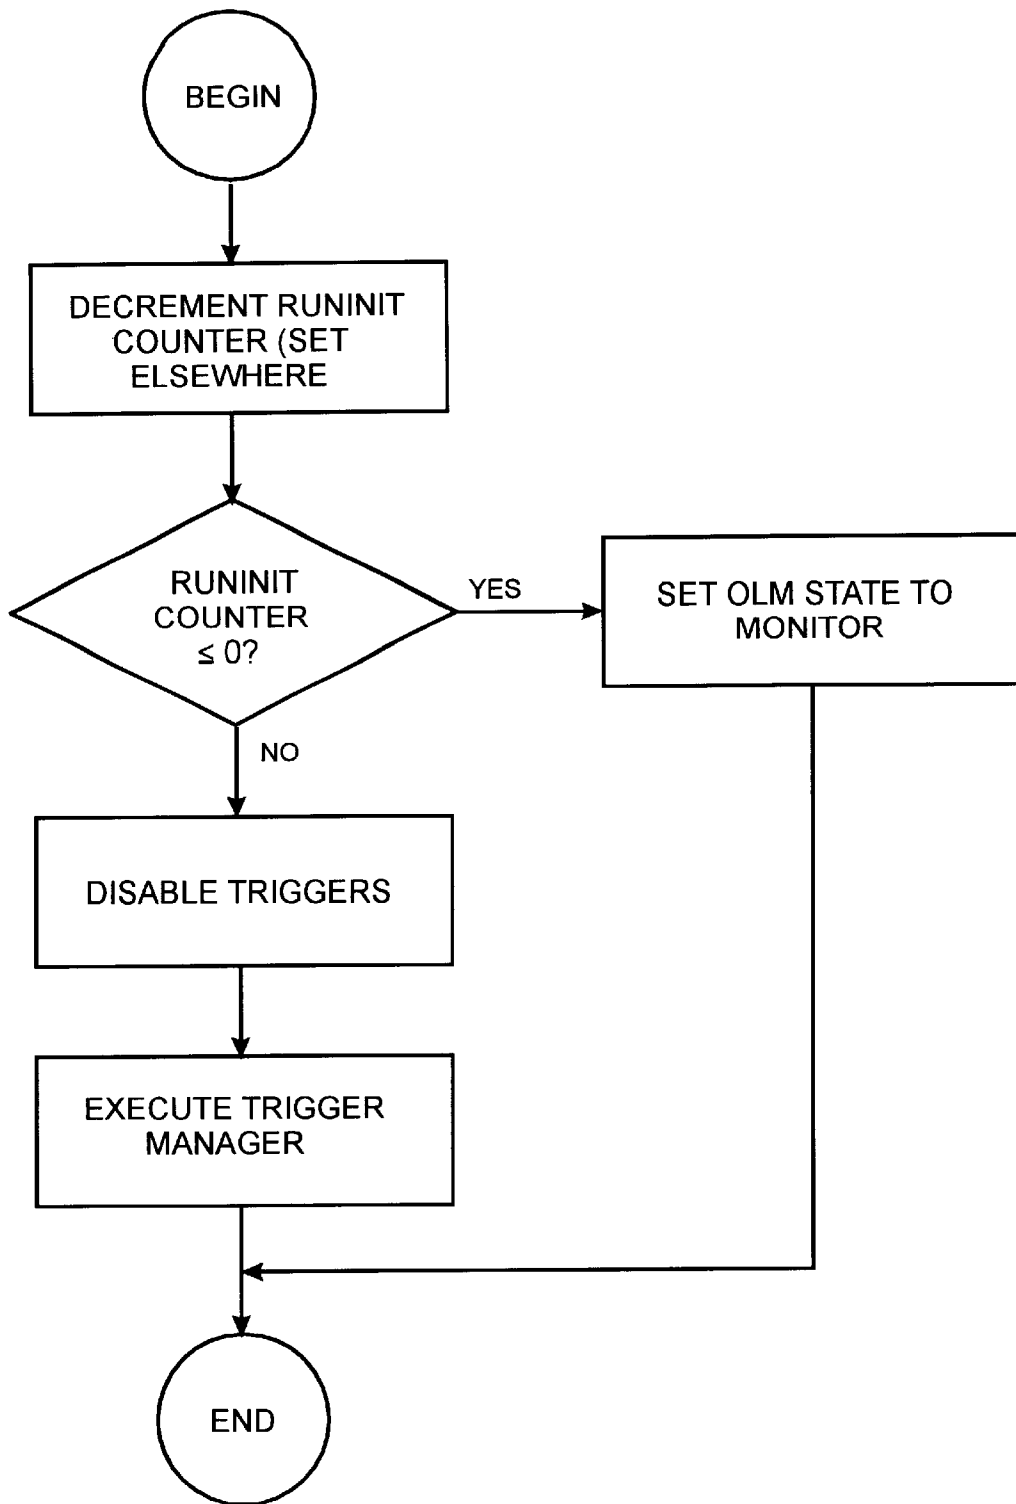 BEGIN
DECREMENT RUNINIT
COUNTER (SET
ELSEWHERE
RUNINIT
COUNTER
≤ 0?
YES
SET OLM STATE TO
MONITOR
NO
DISABLE TRIGGERS
EXECUTE TRIGGER
MANAGER
END